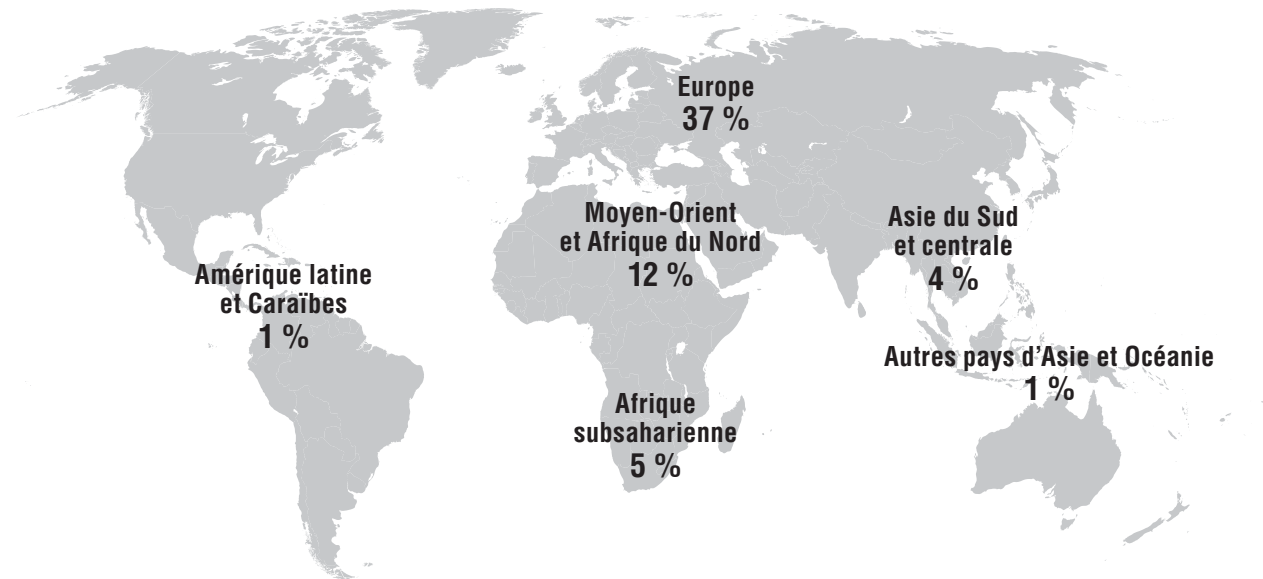 Europe
37 %
Moyen-Orient
et Afrique du Nord
12 %
Asie du Sud
et centrale
4 %
Amérique latine
et Caraïbes
1 %
Autres pays d’Asie et Océanie
1 %
Afrique
subsaharienne
5 %